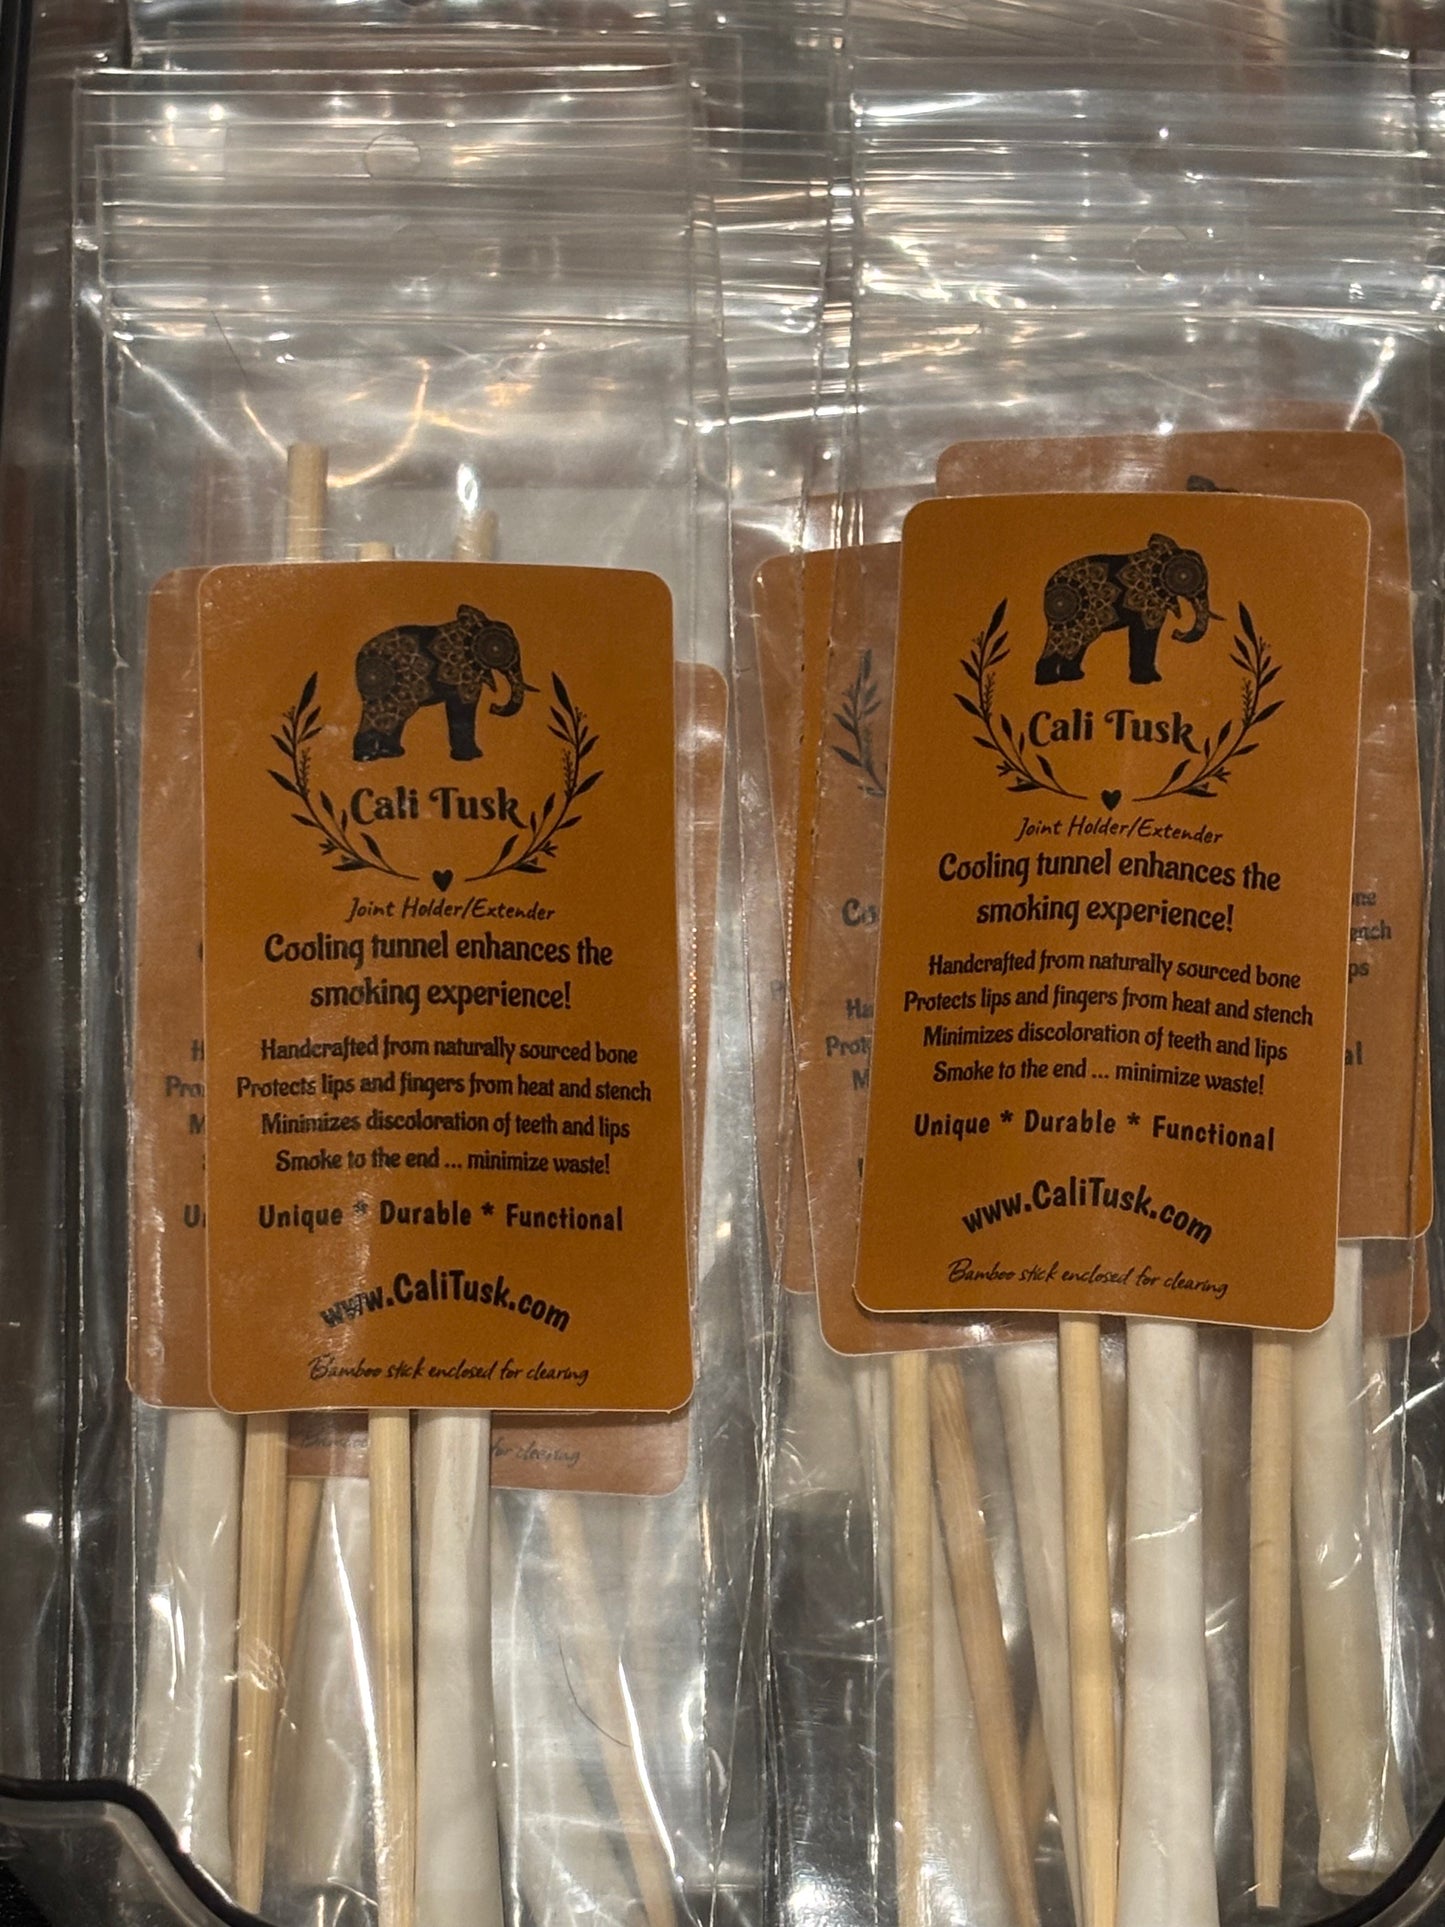 Cali Tusk
Joint Holder/Extender
Cooling tunnel enhances the
smoking experience!
Handcrafted from naturally sourced bone
Protects lips and fingers from heat and stench
Minimizes discoloration of teeth and lips
Smoke to the end ... minimize waste!
Unique * Durable * Functional
www.CaliTusk.com
Bamboo stick enclosed for clearing
for clearing
Cali Tusk
Joint Holder/Extender
Cooling tunnel enhances the
smoking experience!
Handcrafted from naturally sourced bone
Protects lips and fingers from heat and stench
Minimizes discoloration of teeth and lips
Smoke to the end ... minimize waste!
Unique * Durable * Functional
www.CaliTusk.com
Bamboo stick enclosed for clearing